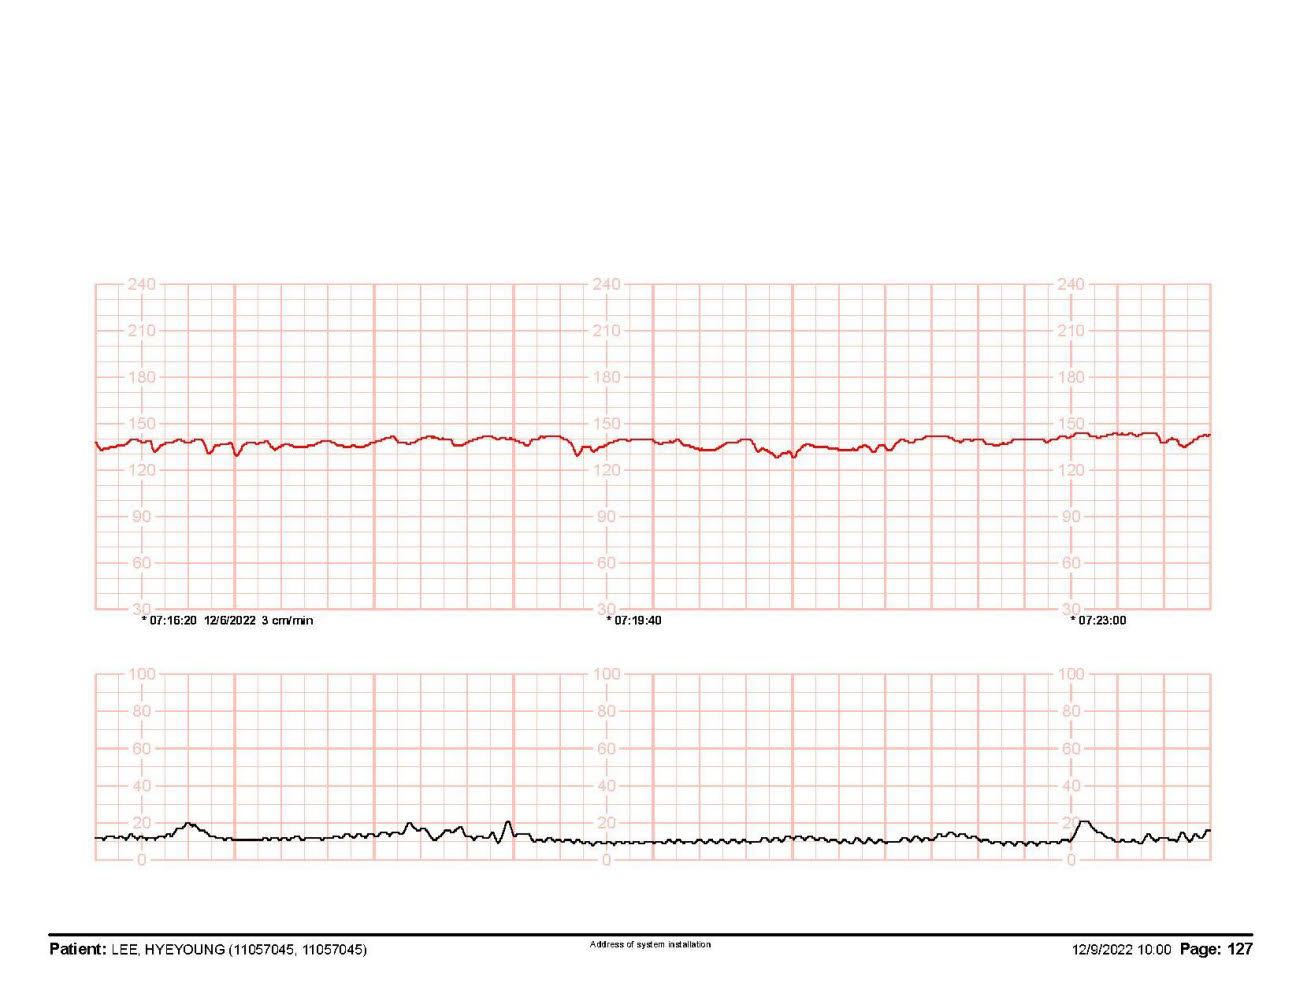 240 240 240
210 210 210
180 180 180
150 150 150
120 120 120
90 90 90
60 60 60
30 30 30
* 07:16:20 12/6/2022 3 cm/min * 07:19:40 * 07:23:00
100 100 100
80 80 80
60 60 60
40 40 40
20 20 20
0 0 0
Patient: LEE, HYEYOUNG (11057045, 11057045) Address of system installation 12/9/2022 10:00 Page: 127